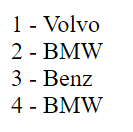 1 - Volvo
2 - BMW
3 - Benz
4 - BMW